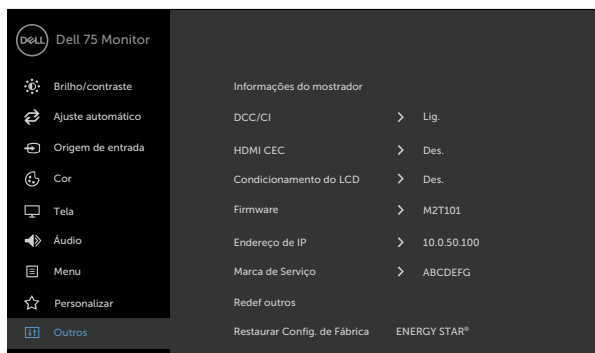 DELL Dell 75 Monitor
Brilho/contraste
Ajuste automático
Origem de entrada
Cor
Tela
Áudio
Menu
Personalizar
Outros
Informações do mostrador
DCC/CI > Lig.
HDMI CEC > Des.
Condicionamento do LCD > Des.
Firmware > M2T101
Endereço de IP > 10.0.50.100
Marca de Serviço > ABCDEFG
Redef outros
Restaurar Config. de Fábrica ENERGY STAR®